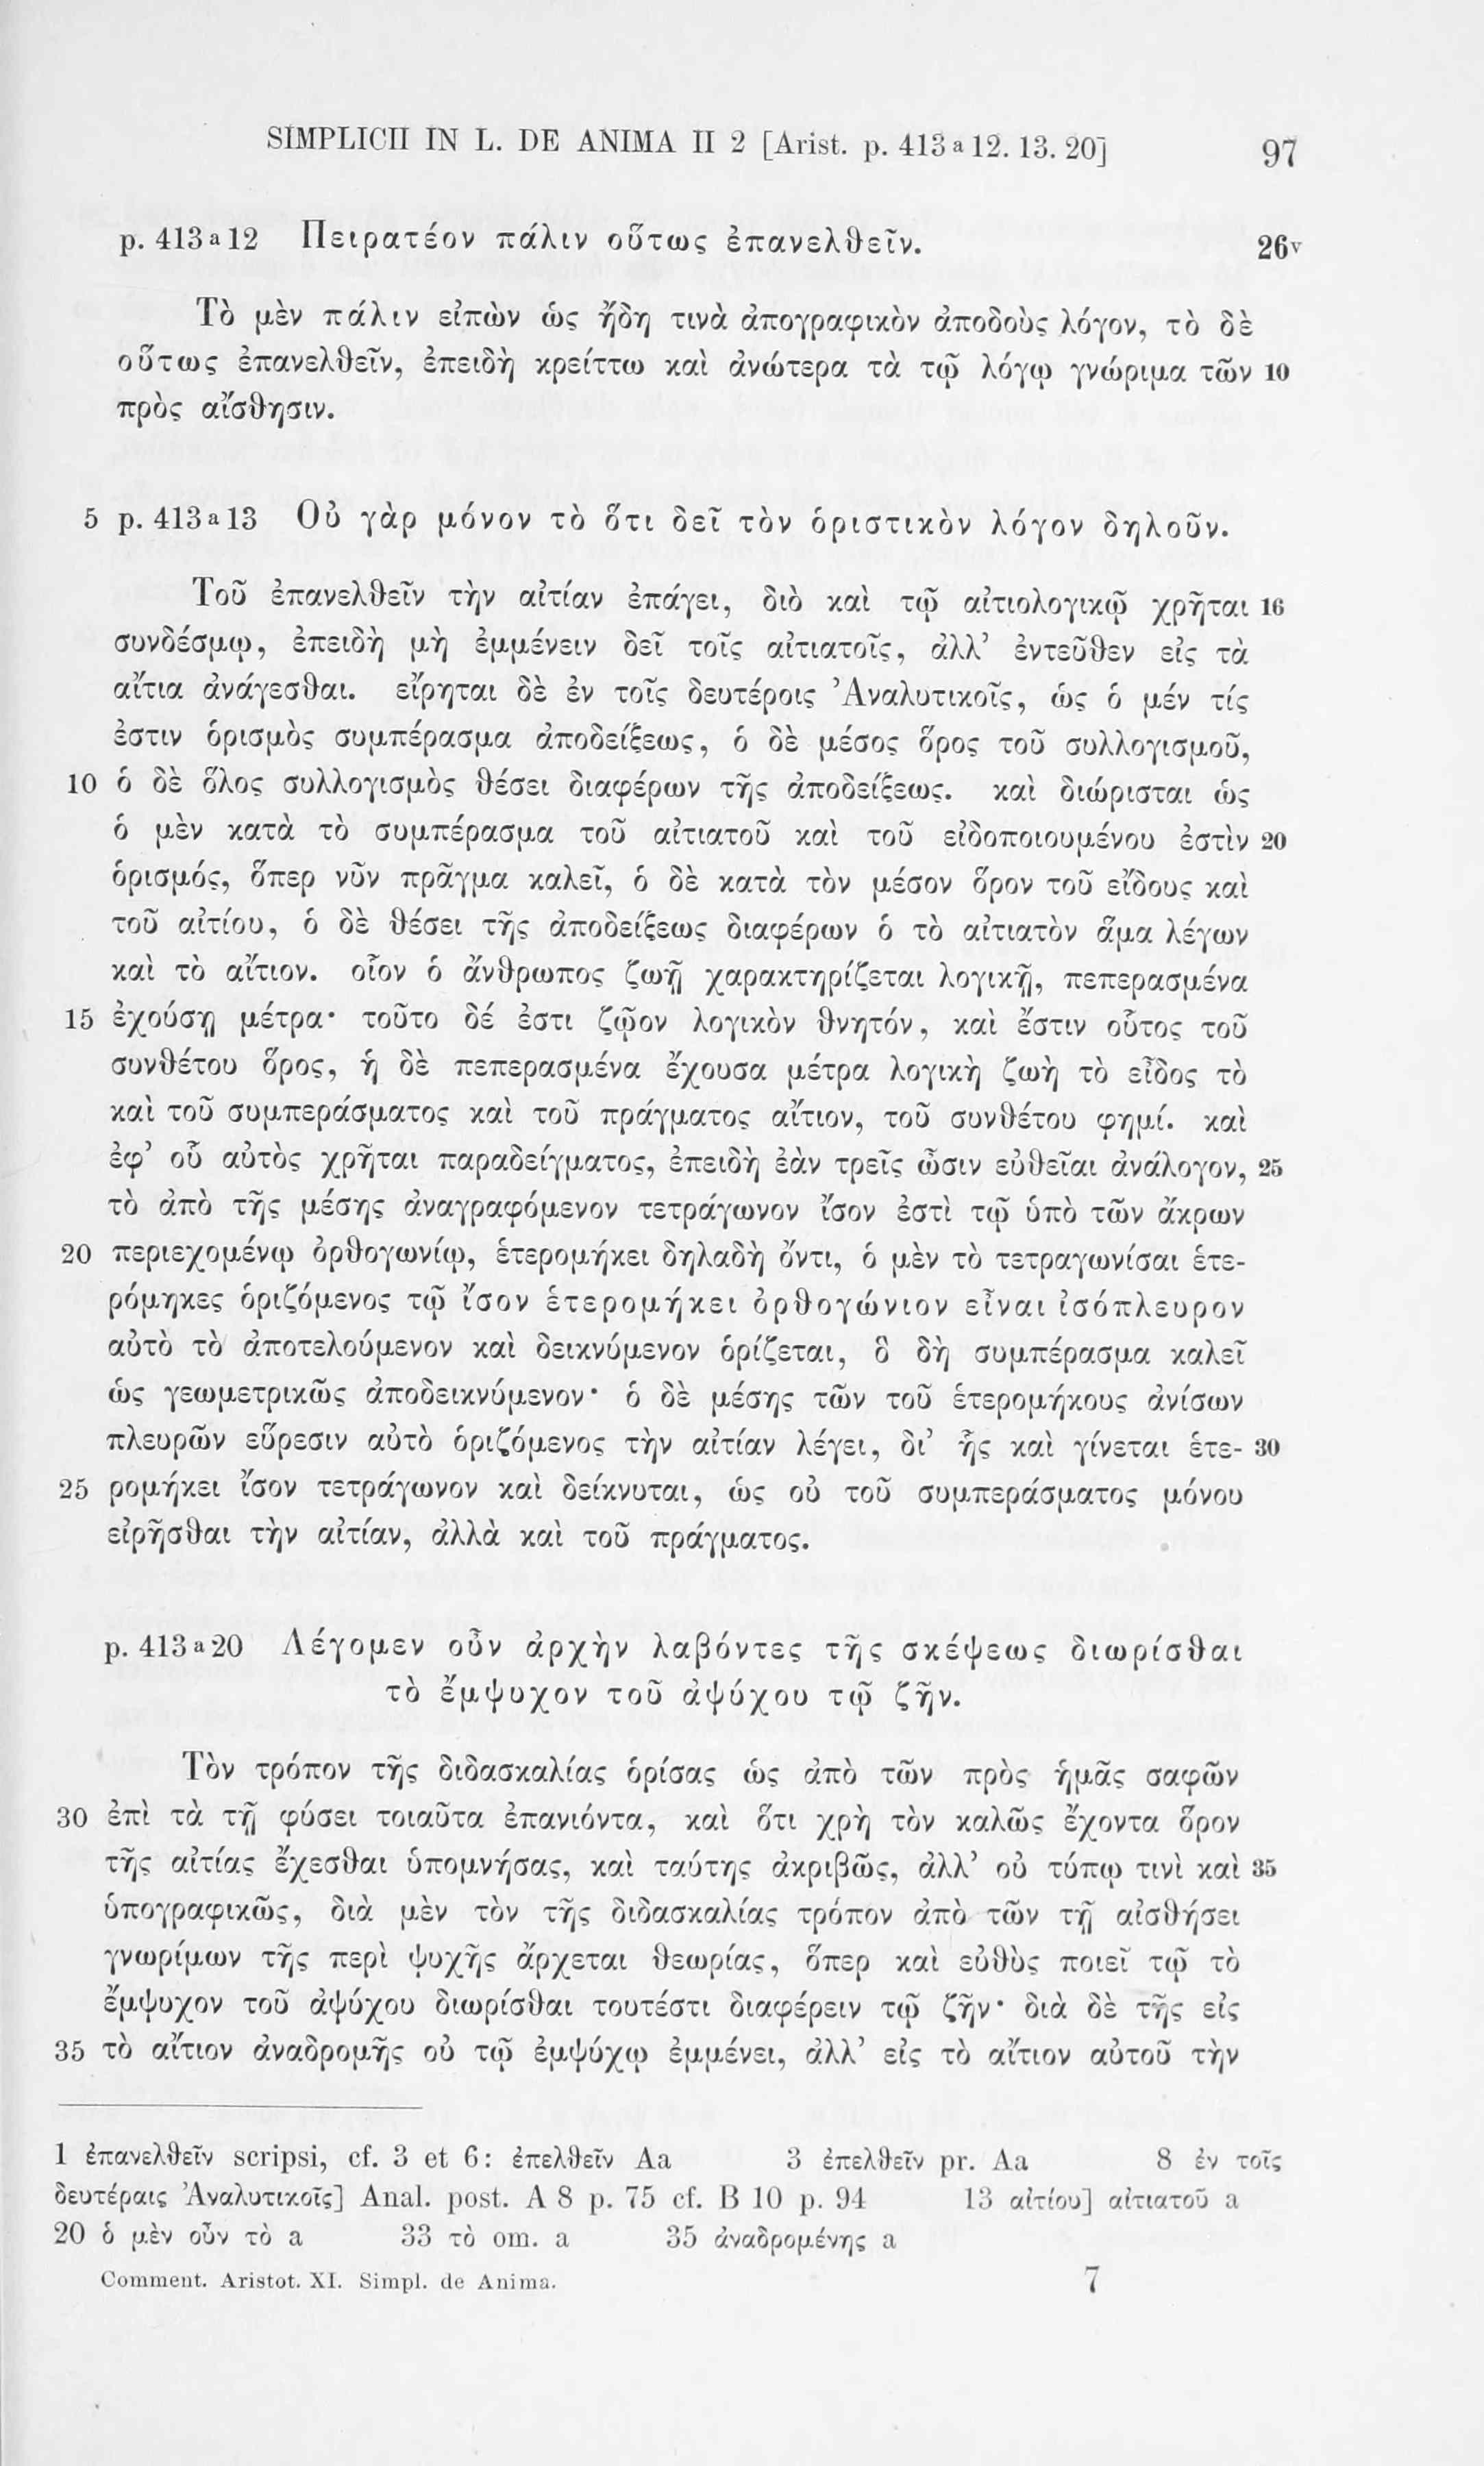 SIMPLICII IN L. DE ANIMA II 2 [Arist. p. 413 a 12. 13. 20] 97
p. 413 a 12 Πειρατέον πάλιν οὕτως ἐπανελθεῖν. 26v
Τὸ μὲν πάλιν εἰπὼν ὡς ἤδη τινὰ ἀπογραφικὸν ἀποδοὺς λόγον, τὸ δὲ
οὕτως ἐπανελθεῖν, ἐπειδὴ κρείττω καὶ ἀνώτερα τὰ τῷ λόγῳ γνώριμα τῶν 10
πρὸς αἴσθησιν.
5 p. 413 a 13 Οὐ γὰρ μόνον τὸ ὅτι δεῖ τὸν ὁριστικὸν λόγον δηλοῦν.
Τοῦ ἐπανελθεῖν τὴν αἰτίαν ἐπάγει, διὸ καὶ τῷ αἰτιολογικῷ χρῆται 16
συνδέσμῳ, ἐπειδὴ μὴ ἐμμένειν δεῖ τοῖς αἰτιατοῖς, ἀλλ’ ἐντεῦθεν εἰς τὰ
αἴτια ἀνάγεσθαι. εἴρηται δὲ ἐν τοῖς δευτέροις Ἀναλυτικοῖς, ὡς ὁ μέν τίς
ἐστιν ὁρισμὸς συμπέρασμα ἀποδείξεως, ὁ δὲ μέσος ὅρος τοῦ συλλογισμοῦ,
10 ὁ δὲ ὅλος συλλογισμὸς θέσει διαφέρων τῆς ἀποδείξεως. καὶ διώρισται ὡς
ὁ μὲν κατὰ τὸ συμπέρασμα τοῦ αἰτιατοῦ καὶ τοῦ εἰδοποιουμένου ἐστὶν 20
ὁρισμός, ὅπερ νῦν πρᾶγμα καλεῖ, ὁ δὲ κατὰ τὸν μέσον ὅρον τοῦ εἴδους καὶ
τοῦ αἰτίου, ὁ δὲ θέσει τῆς ἀποδείξεως διαφέρων ὁ τὸ αἰτιατὸν ἅμα λέγων
καὶ τὸ αἴτιον. οἷον ὁ ἄνθρωπος ζωῇ χαρακτηρίζεται λογικῇ, πεπερασμένα
15 ἐχούσῃ μέτρα· τοῦτο δέ ἐστι ζῷον λογικὸν θνητόν, καὶ ἔστιν οὗτος τοῦ
συνθέτου ὅρος, ἡ δὲ πεπερασμένα ἔχουσα μέτρα λογικὴ ζωὴ τὸ εἶδος τὸ
καὶ τοῦ συμπεράσματος καὶ τοῦ πράγματος αἴτιον, τοῦ συνθέτου φημί. καὶ
ἐφ’ οὗ αὐτὸς χρῆται παραδείγματος, ἐπειδὴ ἐὰν τρεῖς ὦσιν εὐθεῖαι ἀνάλογον, 25
τὸ ἀπὸ τῆς μέσης ἀναγραφόμενον τετράγωνον ἴσον ἐστὶ τῷ ὑπὸ τῶν ἄκρων
20 περιεχομένῳ ὀρθογωνίῳ, ἑτερομήκει δηλαδὴ ὄντι, ὁ μὲν τὸ τετραγωνίσαι ἑτε-
ρόμηκες ὁριζόμενος τῷ ἴσον ἑτερομήκει ὀρθογώνιον εἶναι ἰσόπλευρον
αὐτὸ τὸ ἀποτελούμενον καὶ δεικνύμενον ὁρίζεται, ὃ δὴ συμπέρασμα καλεῖ
ὡς γεωμετρικῶς ἀποδεικνύμενον· ὁ δὲ μέσης τῶν τοῦ ἑτερομήκους ἀνίσων
πλευρῶν εὕρεσιν αὐτὸ ὁριζόμενος τὴν αἰτίαν λέγει, δι’ ἧς καὶ γίνεται ἑτε- 30
25 ρομήκει ἴσον τετράγωνον καὶ δείκνυται, ὡς οὐ τοῦ συμπεράσματος μόνου
εἰρῆσθαι τὴν αἰτίαν, ἀλλὰ καὶ τοῦ πράγματος.
p. 413 a 20 Λέγομεν οὖν ἀρχὴν λαβόντες τῆς σκέψεως διωρίσθαι
τὸ ἔμψυχον τοῦ ἀψύχου τῷ ζῆν.
Τὸν τρόπον τῆς διδασκαλίας ὁρίσας ὡς ἀπὸ τῶν πρὸς ἡμᾶς σαφῶν
30 ἐπὶ τὰ τῇ φύσει τοιαῦτα ἐπανιόντα, καὶ ὅτι χρὴ τὸν καλῶς ἔχοντα ὅρον
τῆς αἰτίας ἔχεσθαι ὑπομνήσας, καὶ ταύτης ἀκριβῶς, ἀλλ’ οὐ τύπῳ τινὶ καὶ 35
ὑπογραφικῶς, διὰ μὲν τὸν τῆς διδασκαλίας τρόπον ἀπὸ τῶν τῇ αἰσθήσει
γνωρίμων τῆς περὶ ψυχῆς ἄρχεται θεωρίας, ὅπερ καὶ εὐθὺς ποιεῖ τῷ τὸ
ἔμψυχον τοῦ ἀψύχου διωρίσθαι τουτέστι διαφέρειν τῷ ζῆν· διὰ δὲ τῆς εἰς
35 τὸ αἴτιον ἀναδρομῆς οὐ τῷ ἐμψύχῳ ἐμμένει, ἀλλ’ εἰς τὸ αἴτιον αὐτοῦ τὴν
1 ἐπανελθεῖν scripsi, cf. 3 et 6: ἐπελθεῖν Aa 3 ἐπελθεῖν pr. Aa 8 ἐν τοῖς
δευτέραις Ἀναλυτικοῖς] Anal. post. A 8 p. 75 cf. B 10 p. 94 13 αἰτίου] αἰτιατοῦ a
20 ὁ μὲν οὖν τὸ a 33 τὸ om. a 35 ἀναδρομένης a
Comment. Aristot. XI. Simpl. de Anima. 7